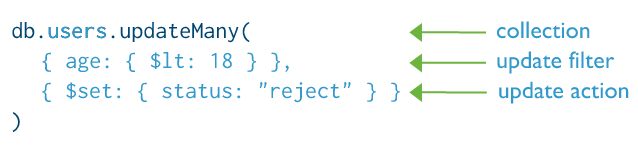 db.users.updateMany( collection
{ age: { $lt: 18 } }, update filter
{ $set: { status: "reject" } } update action
)